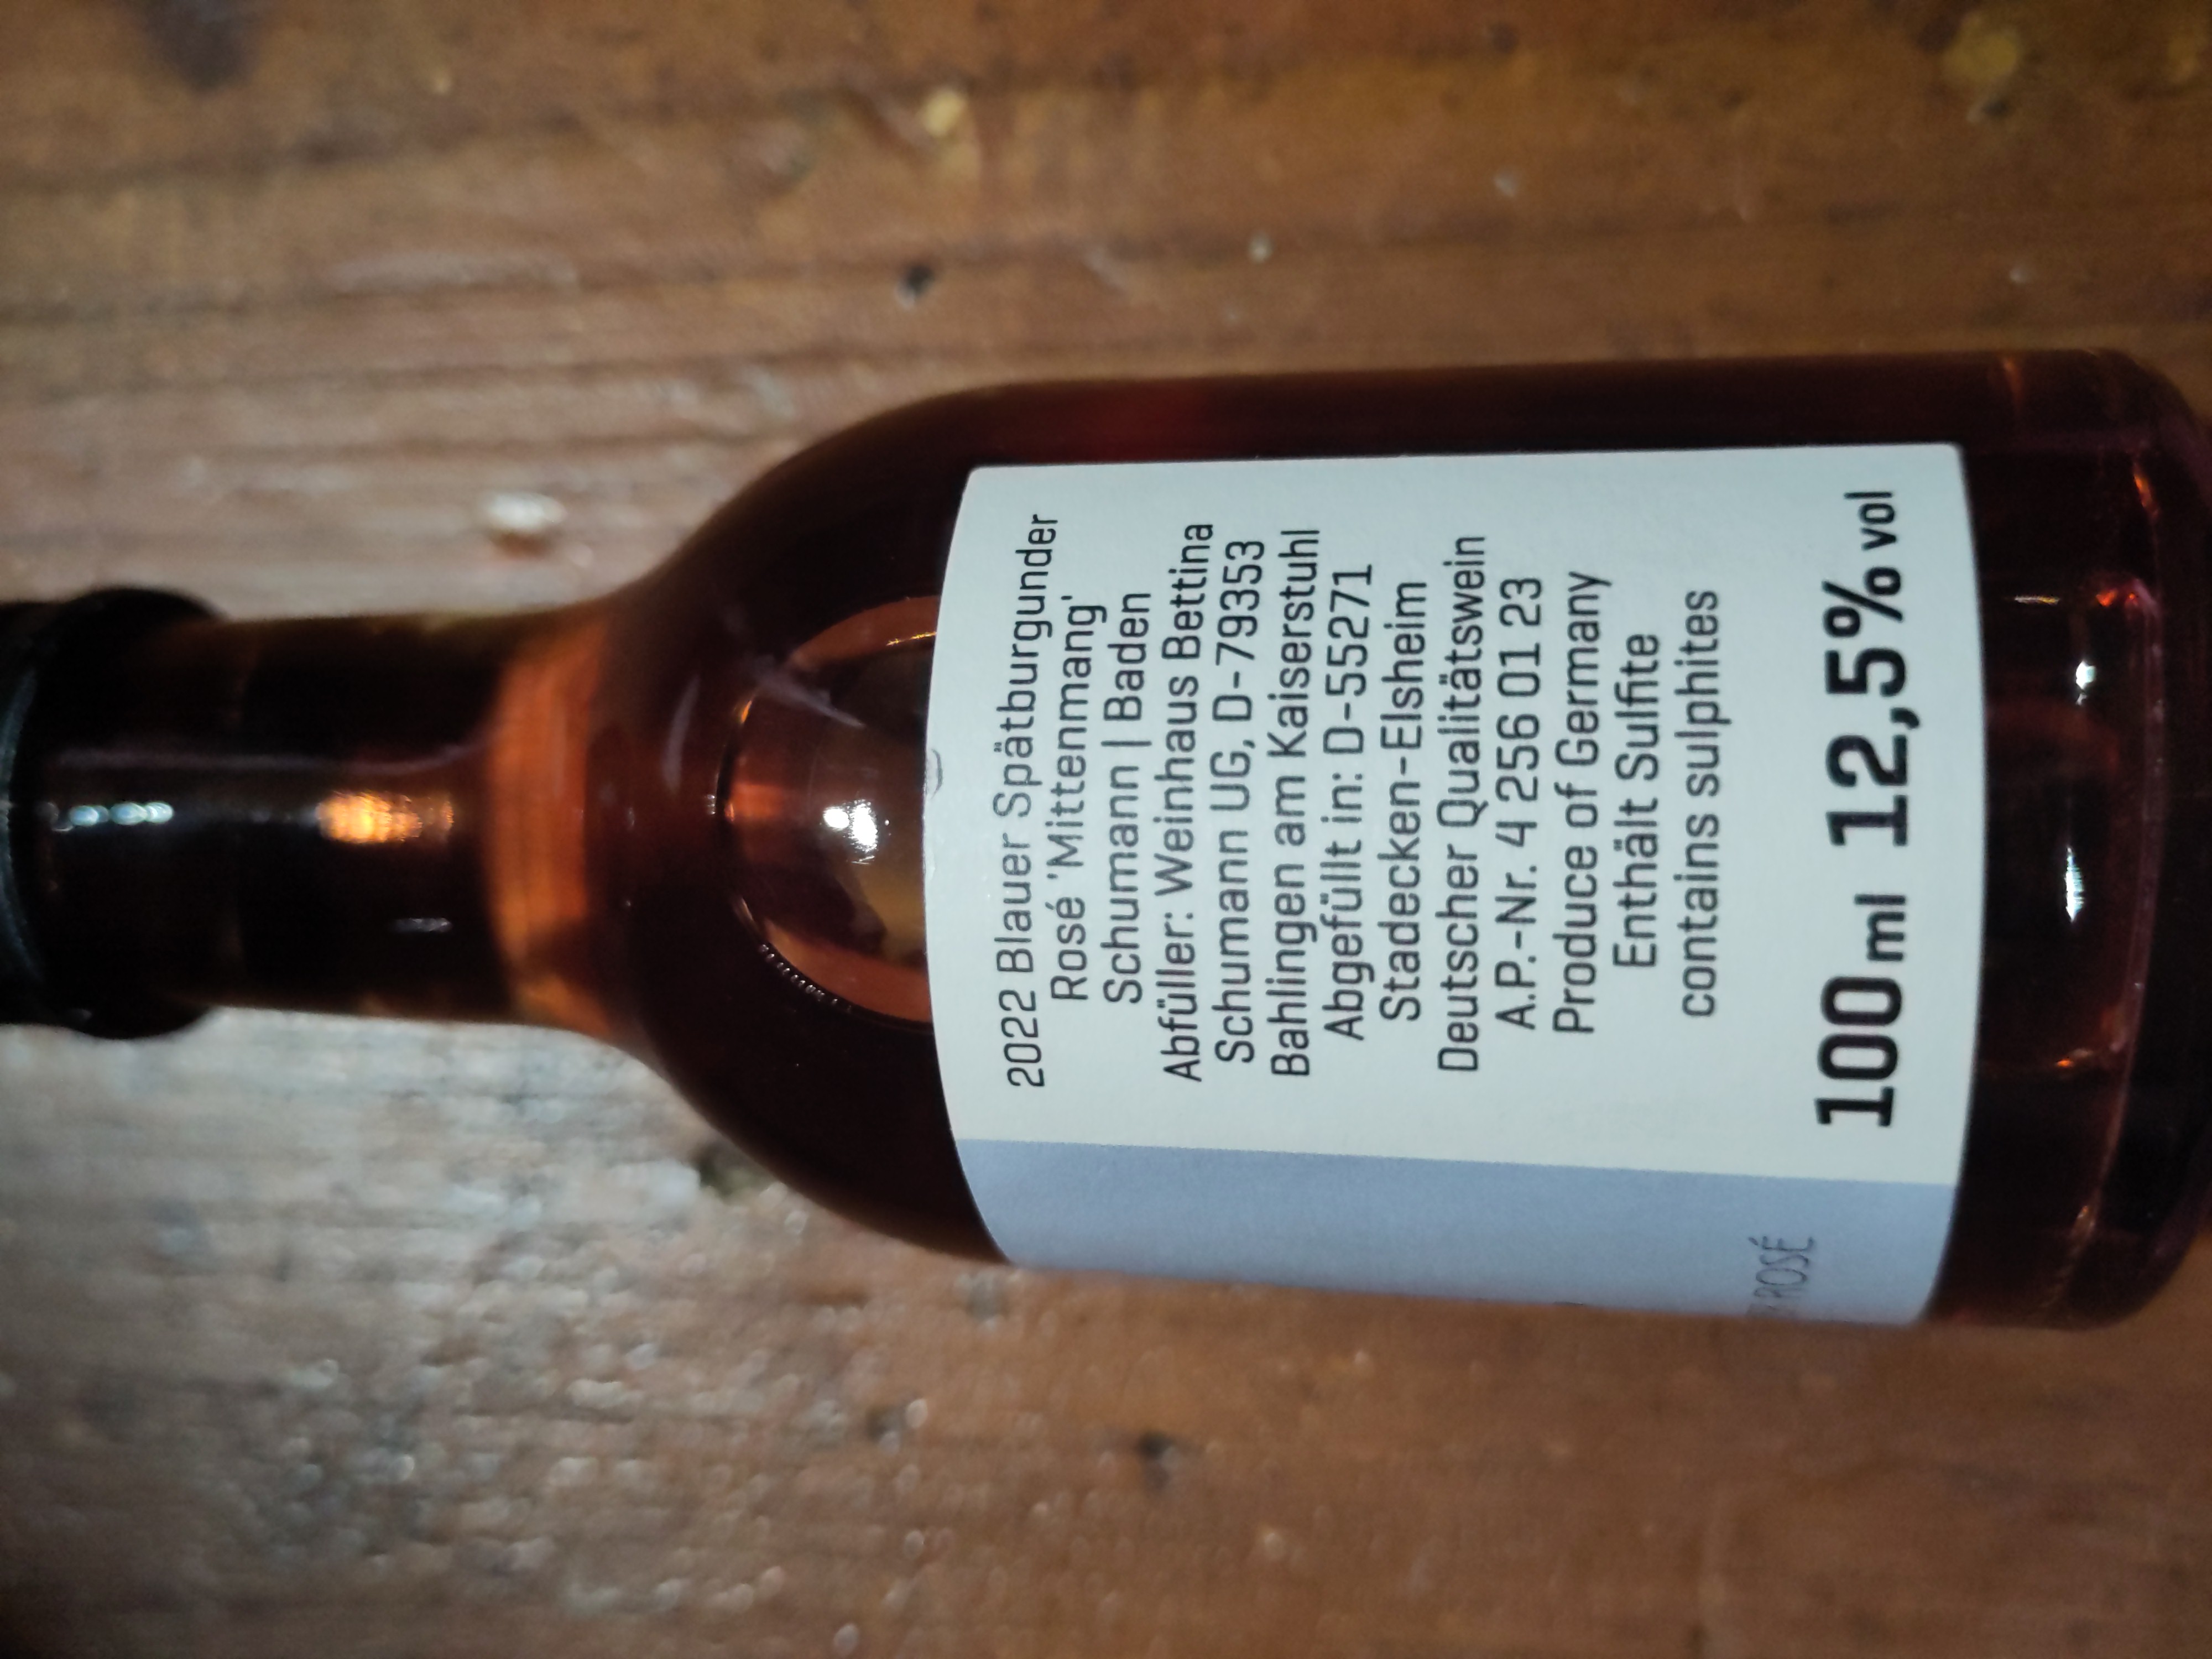 2022 Blauer Spätburgunder
Rosé 'Mittenmang'
Schumann | Baden
Abfüller: Weinhaus Bettina
Schumann UG, D-79353
Bahlingen am Kaiserstuhl
Abgefüllt in: D-55271
Stadecken-Elsheim
Deutscher Qualitätswein
A.P.-Nr. 4 256 01 23
Produce of Germany
Enthält Sulfite
contains sulphites
100 ml 12,5% vol
ROSÉ